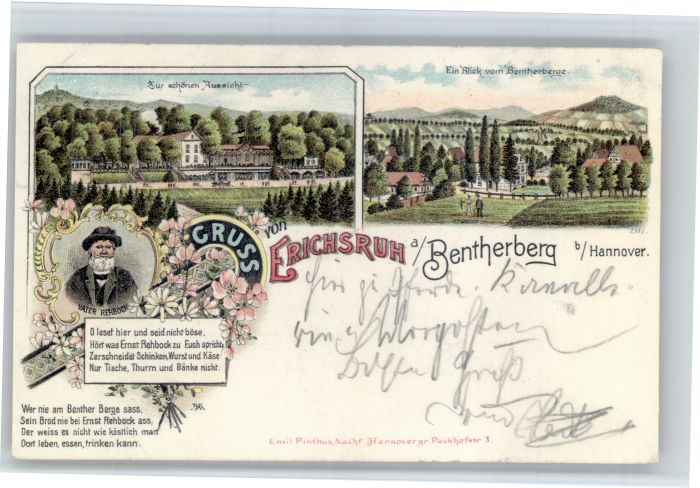 Zur schönen Aussicht
Ein Blick vom Bentherberge.
GRUSS von ERICHSRUH a/ Bentherberg b/ Hannover.
VATER REHBOCK
O leset hier und seid nicht böse,
Hört was Ernst Rehbock zu Euch spricht,
Zerschneidet Schinken, Wurst und Käse
Nur Tische, Thurm und Bänke nicht.
Wer nie am Benther Berge sass,
Sein Brod nie bei Ernst Rehbock ass,
Der weiss es nicht wie köstlich man
Dort leben, essen, trinken kann.
Emil Pinthus, Nachf. Hannover gr. Packhofstr 3.